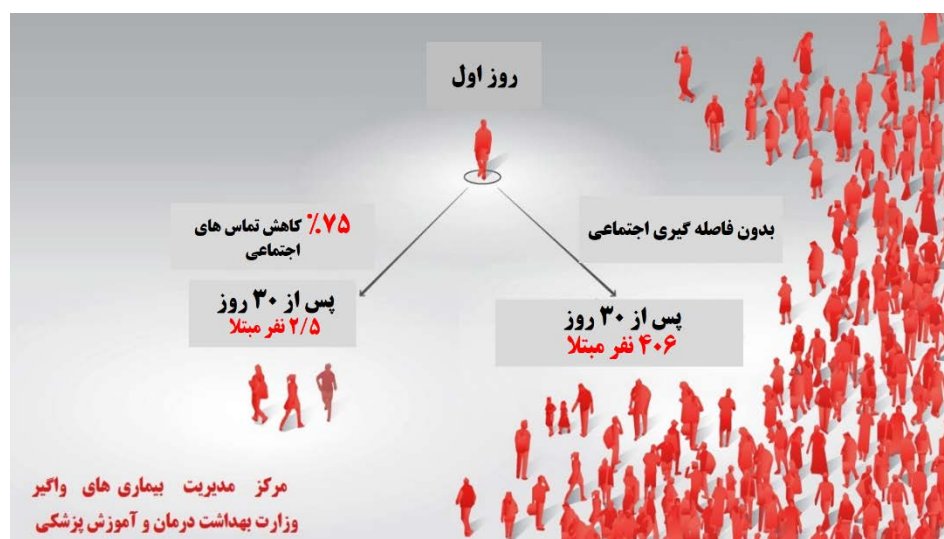 روز اول
بدون فاصله گیری اجتماعی
۷۵٪ کاهش تماس های
اجتماعی
پس از ۳۰ روز
۴۰۶ نفر مبتلا
پس از ۳۰ روز
۲/۵ نفر مبتلا
مرکز مدیریت بیماری های واگیر
وزارت بهداشت درمان و آموزش پزشکی